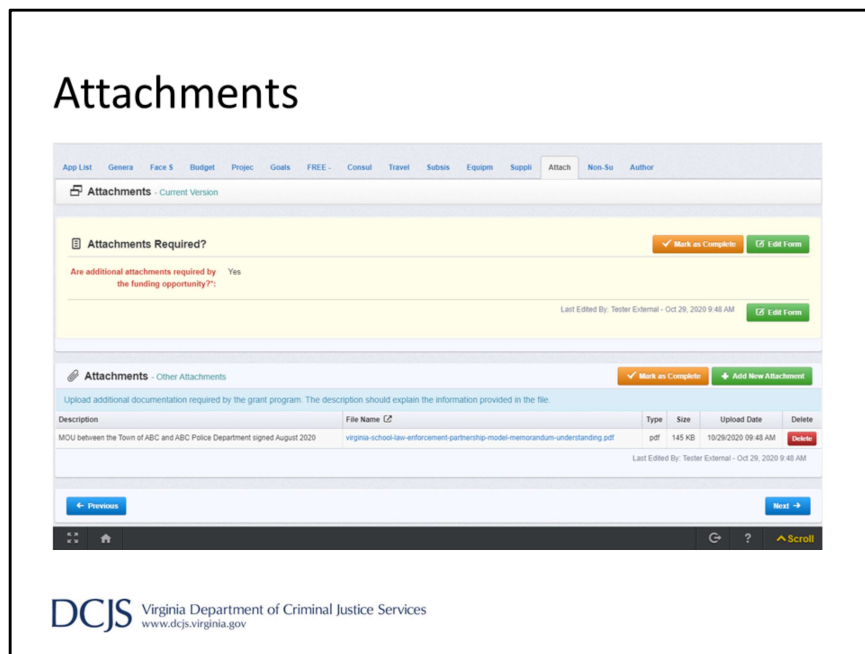 Attachments
App List Genera Face S Budget Projec Goals FREE - Consul Travel Subsis Equipm Suppli Attach Non-Su Author
Attachments - Current Version
Attachments Required? Mark as Complete Edit Form
Are additional attachments required by Yes
the funding opportunity?*:
Last Edited By: Tester External - Oct 29, 2020 9:48 AM Edit Form
Attachments - Other Attachments Mark as Complete Add New Attachment
Upload additional documentation required by the grant program. The description should explain the information provided in the file.
Description File Name Type Size Upload Date Delete
MOU between the Town of ABC and ABC Police Department signed August 2020 virginia-school-law-enforcement-partnership-model-memorandum-understanding.pdf pdf 145 KB 10/29/2020 09:48 AM Delete
Last Edited By: Tester External - Oct 29, 2020 9:48 AM
Previous Next
? Scroll
DCJS Virginia Department of Criminal Justice Services
www.dcjs.virginia.gov